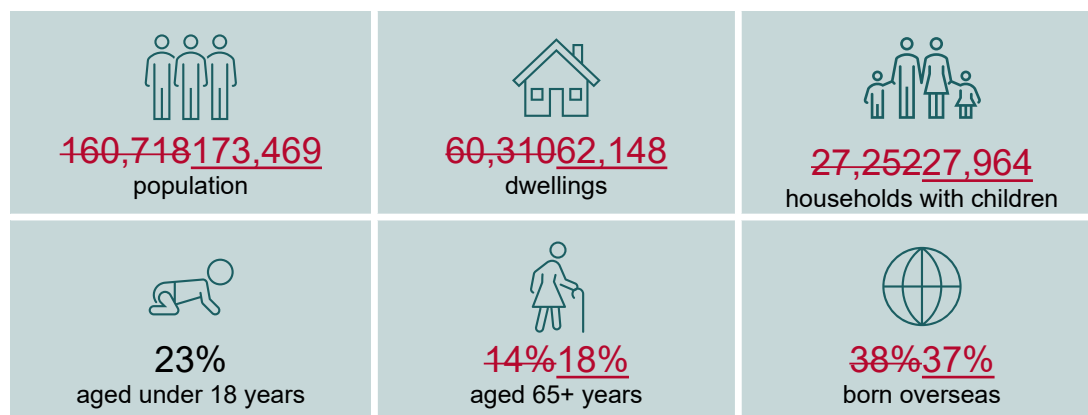 160,718173,469
population
60,31062,148
dwellings
27,25227,964
households with children
23%
aged under 18 years
14%18%
aged 65+ years
38%37%
born overseas